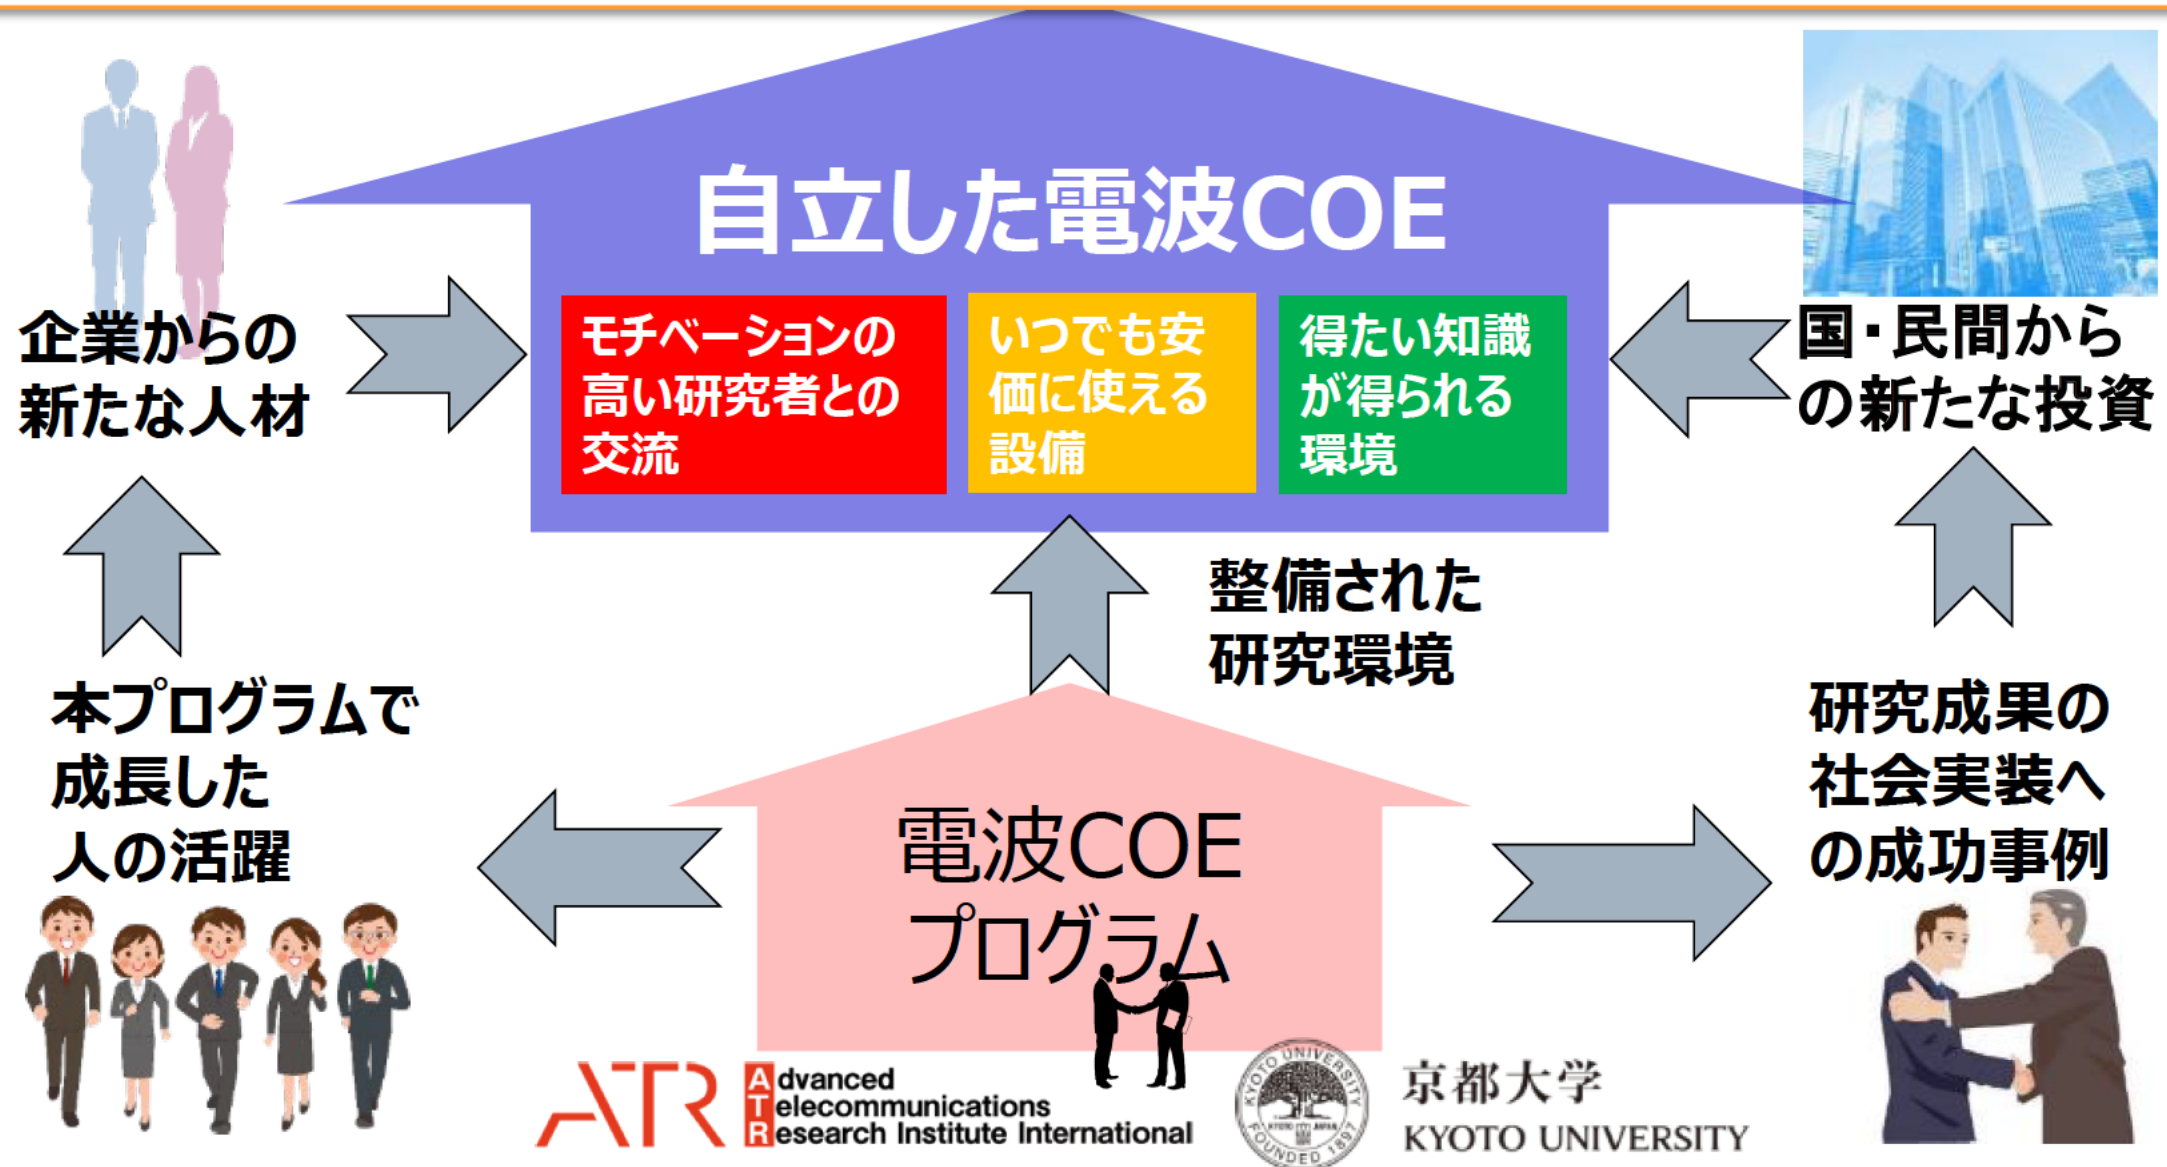 自立した電波COE
企業からの
新たな人材
モチベーションの
高い研究者との
交流
いつでも安
価に使える
設備
得たい知識
が得られる
環境
国・民間から
の新たな投資
整備された
研究環境
本プログラムで
成長した
人の活躍
電波COE
プログラム
研究成果の
社会実装へ
の成功事例
ATR
Advanced
Telecommunications
Research Institute International
KYOTO UNIVERSITY
KYOTO JAPAN
FOUNDED 1897
京都大学
KYOTO UNIVERSITY